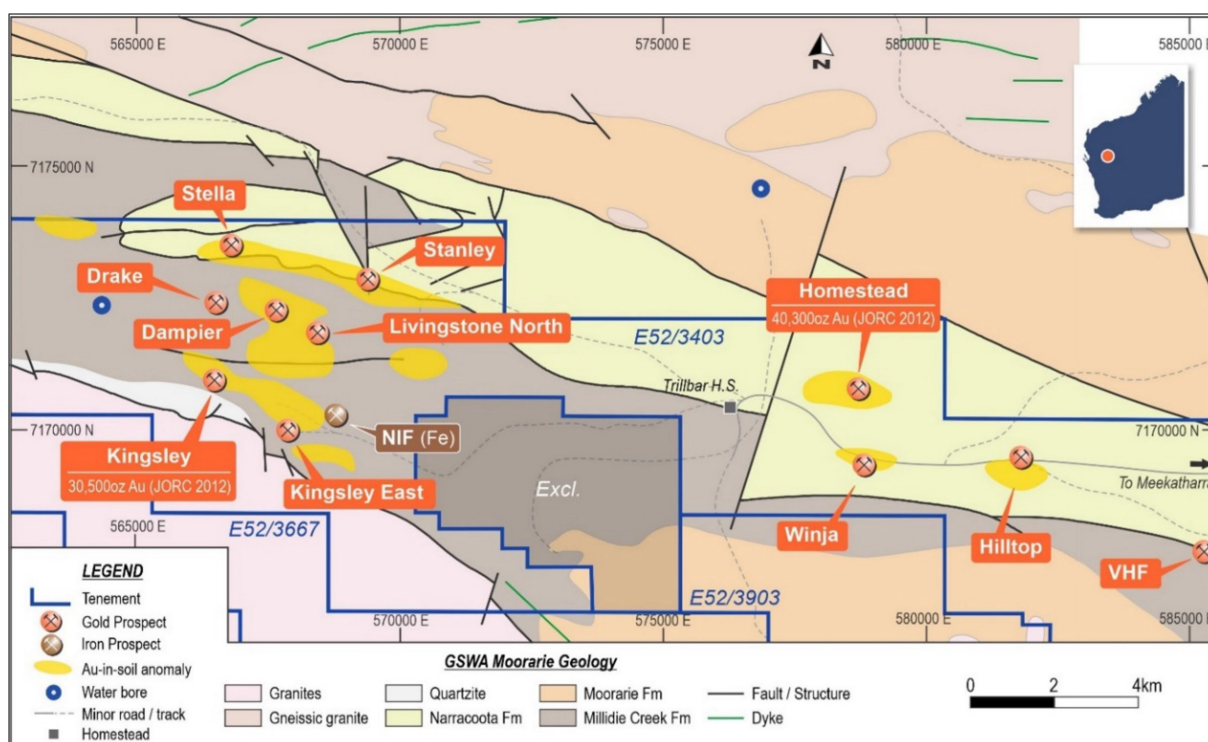 565000 E
570000 E
575000 E
580000 E
585000 E
N
7175000 N
Stella
Stanley
Drake
Dampier
Livingstone North
Homestead
40,300oz Au (JORC 2012)
E52/3403
Trillbar H.S.
7170000 N
NIF (Fe)
7170000 N
Kingsley
30,500oz Au (JORC 2012)
Kingsley East
Excl.
To Meekatharra
Winja
Hilltop
VHF
565000 E
E52/3667
E52/3903
570000 E
575000 E
580000 E
585000 E
LEGEND
Tenement
Gold Prospect
Iron Prospect
Au-in-soil anomaly
Water bore
Minor road / track
Homestead
GSWA Moorarie Geology
Granites
Quartzite
Moorarie Fm
Fault / Structure
Gneissic granite
Narracoota Fm
Millidie Creek Fm
Dyke
0 2 4km